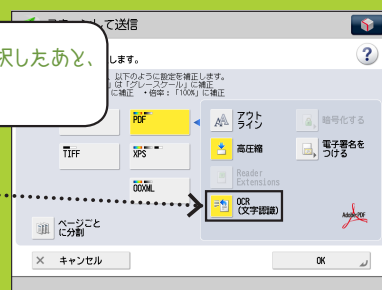 して送信
択したあと、
します。
以下のように設定を補正します。
は「グレースケール」に補正
に補正 ・倍率：「100%」に補正
PDF
アウト
ライン
暗号化する
TIFF
XPS
高圧縮
電子署名を
つける
Reader
Extensions
OOXML
OCR
(文字認識)
Adobe PDF
ページごと
に分割
× キャンセル
OK
?